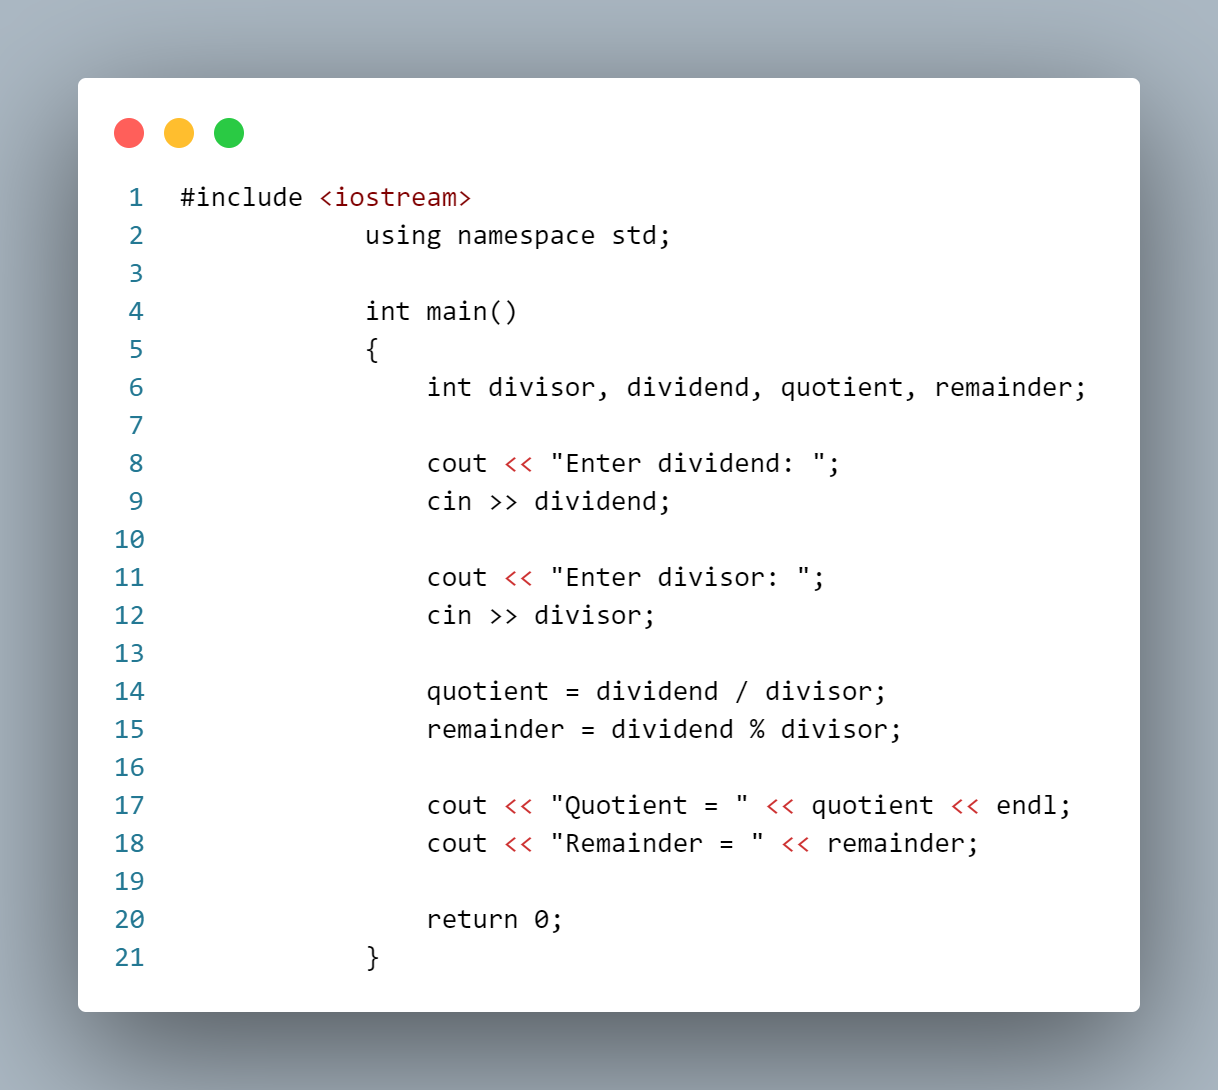 1 #include <iostream>
2 using namespace std;
3
4 int main()
5 {
6 int divisor, dividend, quotient, remainder;
7
8 cout << "Enter dividend: ";
9 cin >> dividend;
10
11 cout << "Enter divisor: ";
12 cin >> divisor;
13
14 quotient = dividend / divisor;
15 remainder = dividend % divisor;
16
17 cout << "Quotient = " << quotient << endl;
18 cout << "Remainder = " << remainder;
19
20 return 0;
21 }